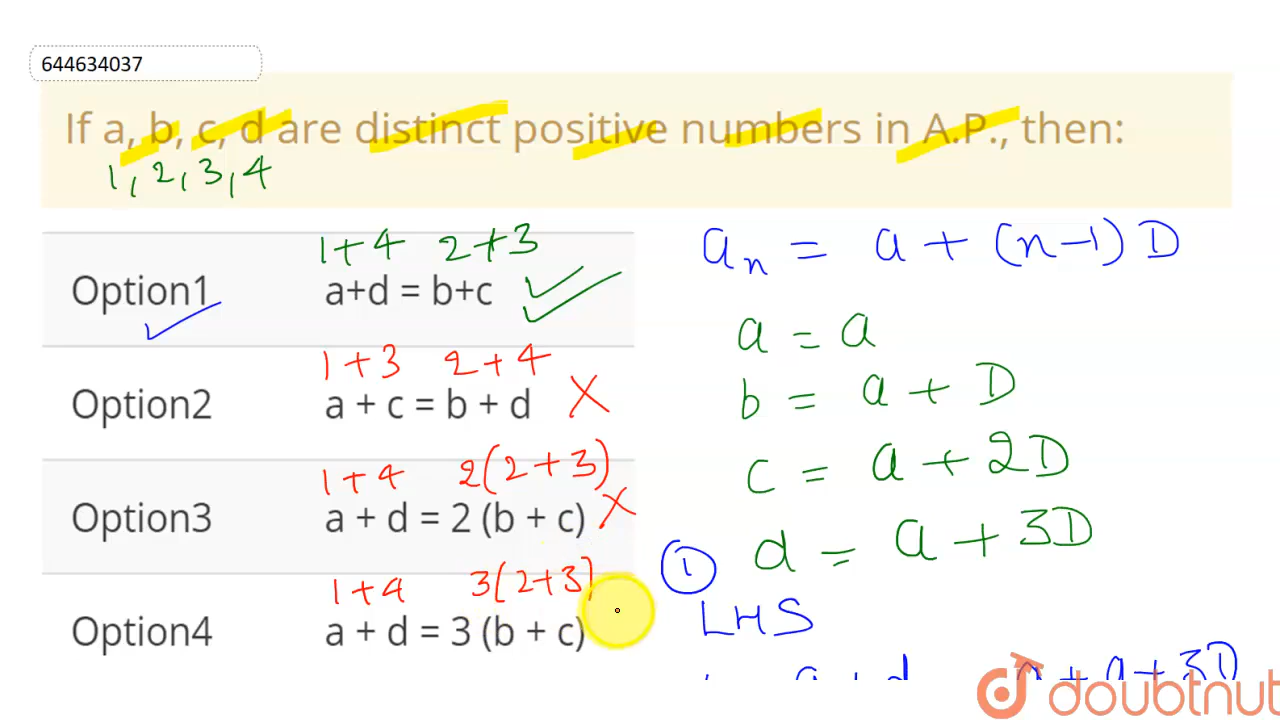 644634037
If a, b, c, d are distinct positive numbers in A.P., then:
1, 2, 3, 4
1+4 2+3
Option1 a+d = b+c
1+3 2+4
Option2 a + c = b + d
1+4 2(2+3)
Option3 a + d = 2 (b + c)
1+4 3(2+3)
Option4 a + d = 3 (b + c)
an = a + (n-1) D
a = a
b = a + D
c = a + 2D
d = a + 3D
1
LHS
a + d a + a + 3D
doubtnut